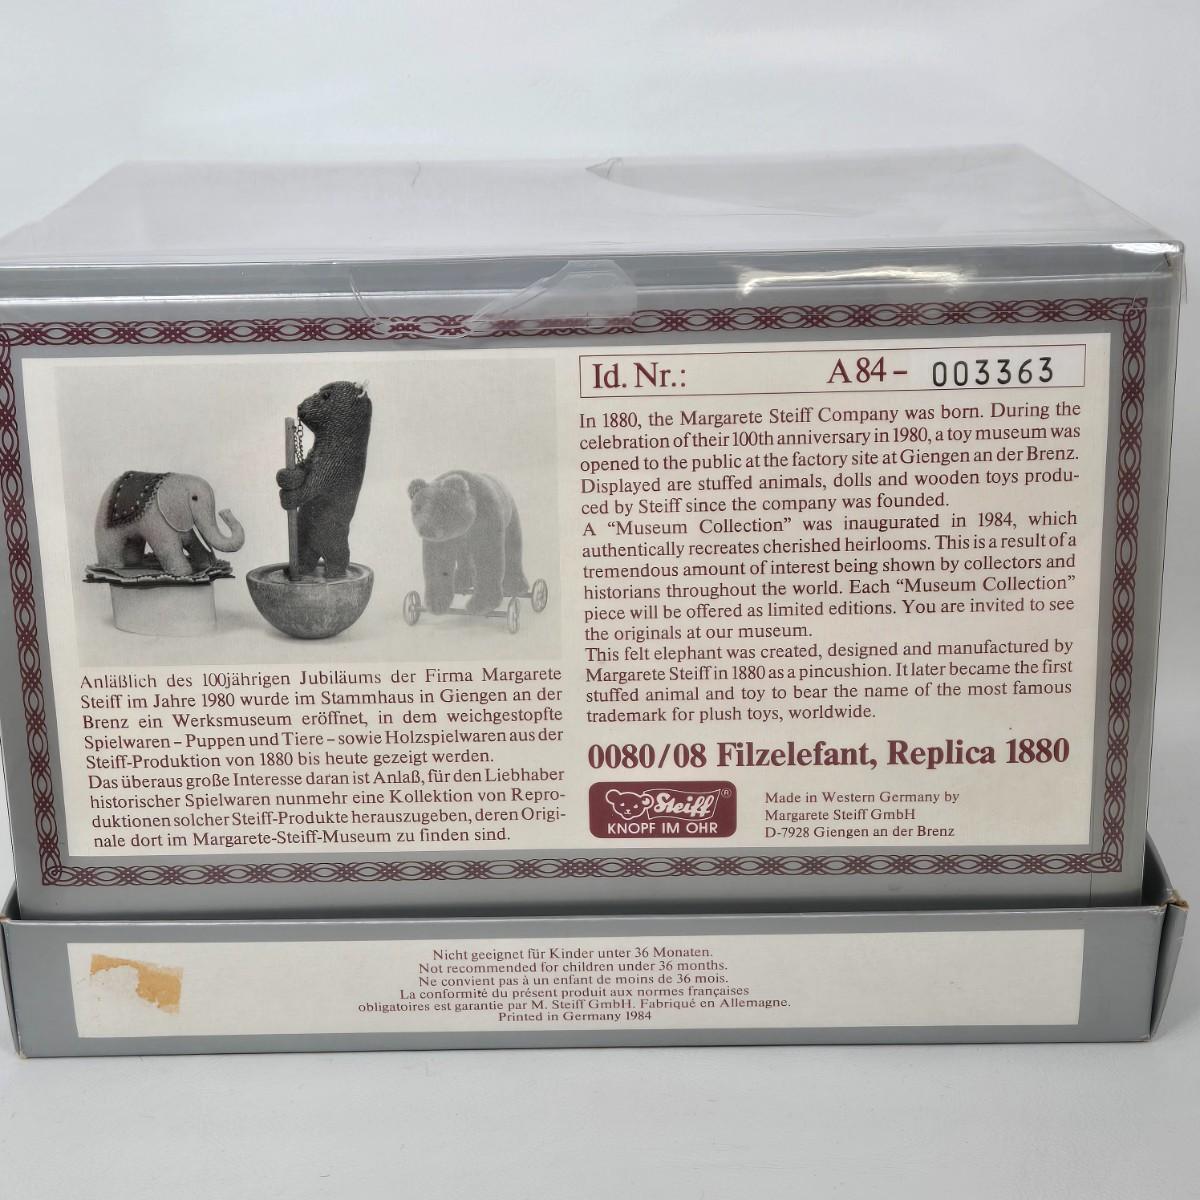 Id. Nr.: A 84 – 003363
In 1880, the Margarete Steiff Company was born. During the
celebration of their 100th anniversary in 1980, a toy museum was
opened to the public at the factory site at Giengen an der Brenz.
Displayed are stuffed animals, dolls and wooden toys produ-
ced by Steiff since the company was founded.
A “Museum Collection” was inaugurated in 1984, which
authentically recreates cherished heirlooms. This is a result of a
tremendous amount of interest being shown by collectors and
historians throughout the world. Each “Museum Collection”
piece will be offered as limited editions. You are invited to see
the originals at our museum.
This felt elephant was created, designed and manufactured by
Margarete Steiff in 1880 as a pincushion. It later became the first
stuffed animal and toy to bear the name of the most famous
trademark for plush toys, worldwide.
Anläßlich des 100jährigen Jubiläums der Firma Margarete
Steiff im Jahre 1980 wurde im Stammhaus in Giengen an der
Brenz ein Werksmuseum eröffnet, in dem weichgestopfte
Spielwaren – Puppen und Tiere – sowie Holzspielwaren aus der
Steiff-Produktion von 1880 bis heute gezeigt werden.
Das überaus große Interesse daran ist Anlaß, für den Liebhaber
historischer Spielwaren nunmehr eine Kollektion von Repro-
duktionen solcher Steiff-Produkte herauszugeben, deren Origi-
nale dort im Margarete-Steiff-Museum zu finden sind.
0080/08 Filzelefant, Replica 1880
Steiff ®
KNOPF IM OHR
Made in Western Germany by
Margarete Steiff GmbH
D-7928 Giengen an der Brenz
Nicht geeignet für Kinder unter 36 Monaten.
Not recommended for children under 36 months.
Ne convient pas à un enfant de moins de 36 mois.
La conformité du présent produit aux normes françaises
obligatoires est garantie par M. Steiff GmbH. Fabriqué en Allemagne.
Printed in Germany 1984